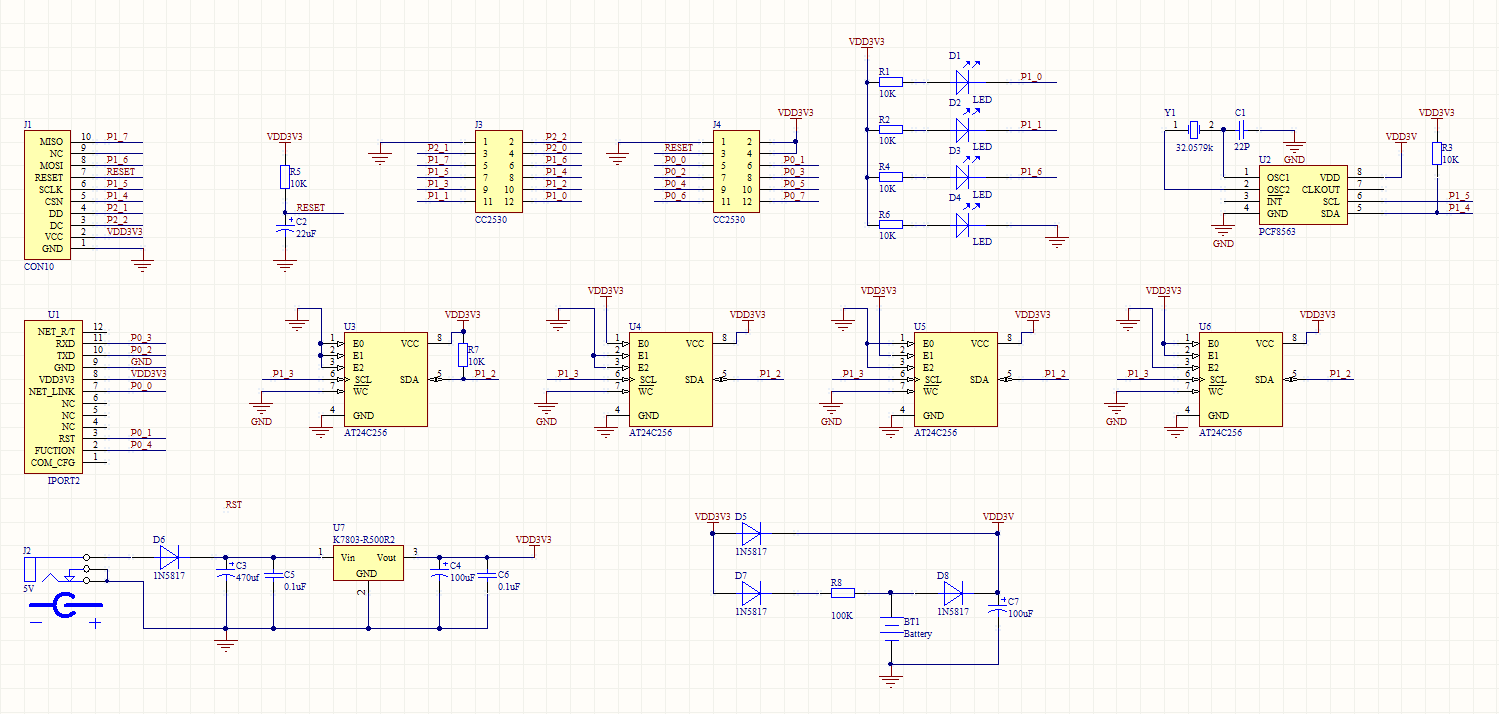 J1
MISO 10 P1_7
NC 9
MOSI 8 P1_6
RESET 7 RESET
SCLK 6 P1_5
CSN 5 P1_4
DD 4 P2_1
DC 3 P2_2
VCC 2 VDD3V3
GND 1
CON10
VDD3V3
R5
10K
RESET
+ C2
22uF
J3
1 2 P2_2
P2_1 3 4 P2_0
P1_7 5 6 P1_6
P1_5 7 8 P1_4
P1_3 9 10 P1_2
P1_1 11 12 P1_0
CC2530
VDD3V3
J4
1 2
RESET 3 4
P0_0 5 6 P0_1
P0_2 7 8 P0_3
P0_4 9 10 P0_5
P0_6 11 12 P0_7
CC2530
VDD3V3
R1
10K
D1
LED
P1_0
R2
10K
D2
LED
P1_1
R4
10K
D3
LED
P1_6
R6
10K
D4
LED
Y1
1 2
32.0579k
C1
22P
GND
U2
1 OSC1 VDD 8
2 OSC2 CLKOUT 7
3 INT SCL 6
4 GND SDA 5
PCF8563
GND
VDD3V
VDD3V3
R3
10K
P1_5
P1_4
U1
NET_R/T 12
RXD 11 P0_3
TXD 10 P0_2
GND 9 GND
VDD3V3 8 VDD3V3
NET_LINK 7 P0_0
NC 6
NC 5
NC 4
RST 3 P0_1
FUCTION 2 P0_4
COM_CFG 1
IPORT2
U3
1 E0 VCC 8
2 E1
3 E2
P1_3 6 SCL SDA 5 P1_2
7 WC
4 GND
AT24C256
GND
VDD3V3
R7
10K
VDD3V3
U4
1 E0 VCC 8
2 E1
3 E2
P1_3 6 SCL SDA 5 P1_2
7 WC
4 GND
AT24C256
GND
VDD3V3
VDD3V3
U5
1 E0 VCC 8
2 E1
3 E2
P1_3 6 SCL SDA 5 P1_2
7 WC
4 GND
AT24C256
GND
VDD3V3
VDD3V3
U6
1 E0 VCC 8
2 E1
3 E2
P1_3 6 SCL SDA 5 P1_2
7 WC
4 GND
AT24C256
GND
VDD3V3
RST
J2
5V
− +
D6
1N5817
+ C3
470uf
C5
0.1uF
U7
K7803-R500R2
1 Vin Vout 3
GND
2
+ C4
100uF
C6
0.1uF
VDD3V3
VDD3V3 D5
1N5817
VDD3V
D7
1N5817
R8
100K
D8
1N5817
BT1
Battery
+ C7
100uF